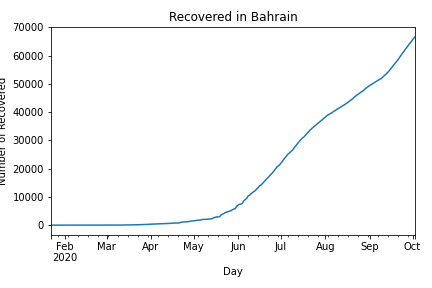 Recovered in Bahrain
Number of Recovered
70000
60000
50000
40000
30000
20000
10000
0
Feb Mar Apr May Jun Jul Aug Sep Oct
2020
Day